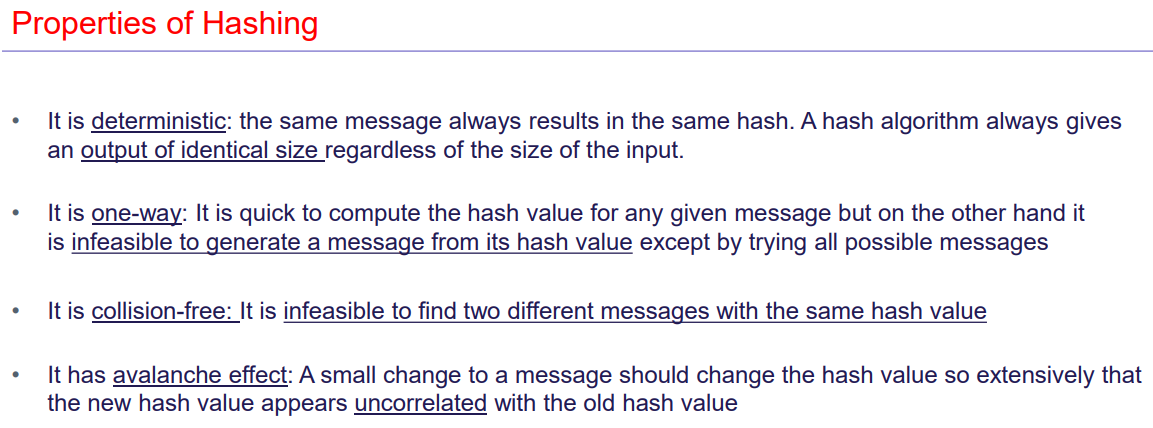 Properties of Hashing
• It is deterministic: the same message always results in the same hash. A hash algorithm always gives
an output of identical size regardless of the size of the input.
• It is one-way: It is quick to compute the hash value for any given message but on the other hand it
is infeasible to generate a message from its hash value except by trying all possible messages
• It is collision-free: It is infeasible to find two different messages with the same hash value
• It has avalanche effect: A small change to a message should change the hash value so extensively that
the new hash value appears uncorrelated with the old hash value